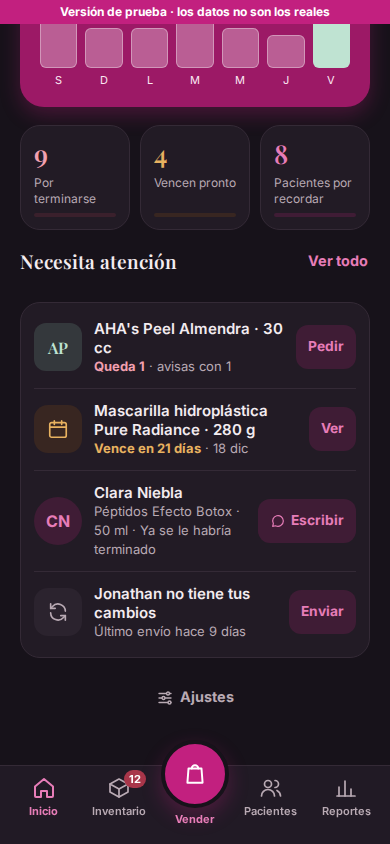 Versión de prueba · los datos no son los reales
S D L M M J V
9 4 8
Por terminarse
Vencen pronto
Pacientes por recordar
Necesita atención Ver todo
AP
AHA's Peel Almendra · 30
cc
Queda 1 · avisas con 1
Pedir
Mascarilla hidroplástica
Pure Radiance · 280 g
Vence en 21 días · 18 dic
Ver
CN
Clara Niebla
Péptidos Efecto Botox ·
50 ml · Ya se le habría
terminado
Escribir
Jonathan no tiene tus
cambios
Último envío hace 9 días
Enviar
Ajustes
12
Inicio Inventario Vender Pacientes Reportes